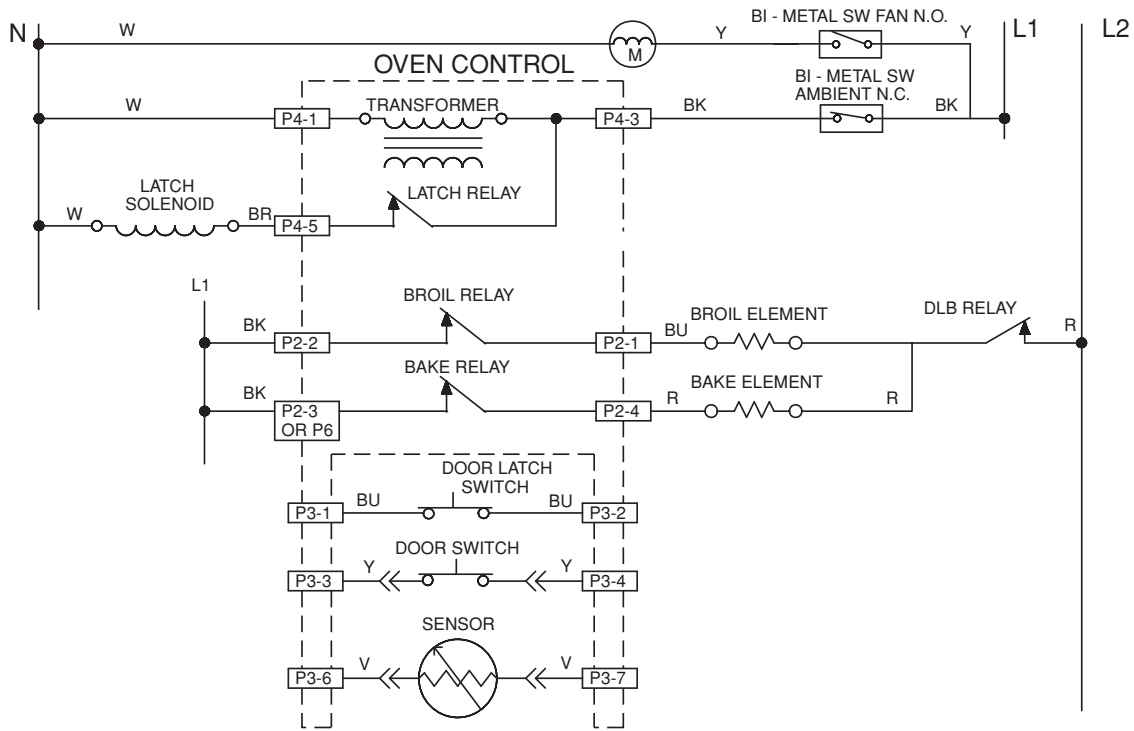 N
W
M
Y
BI - METAL SW FAN N.O.
Y
L1
L2
OVEN CONTROL
BI - METAL SW
AMBIENT N.C.
W
P4-1
TRANSFORMER
P4-3
BK
BK
LATCH
SOLENOID
W
BR
P4-5
LATCH RELAY
L1
BK
P2-2
BROIL RELAY
P2-1
BU
BROIL ELEMENT
DLB RELAY
R
BK
P2-3
OR P6
BAKE RELAY
P2-4
R
BAKE ELEMENT
R
DOOR LATCH
SWITCH
P3-1
BU
BU
P3-2
DOOR SWITCH
P3-3
Y
Y
P3-4
SENSOR
P3-6
V
V
P3-7